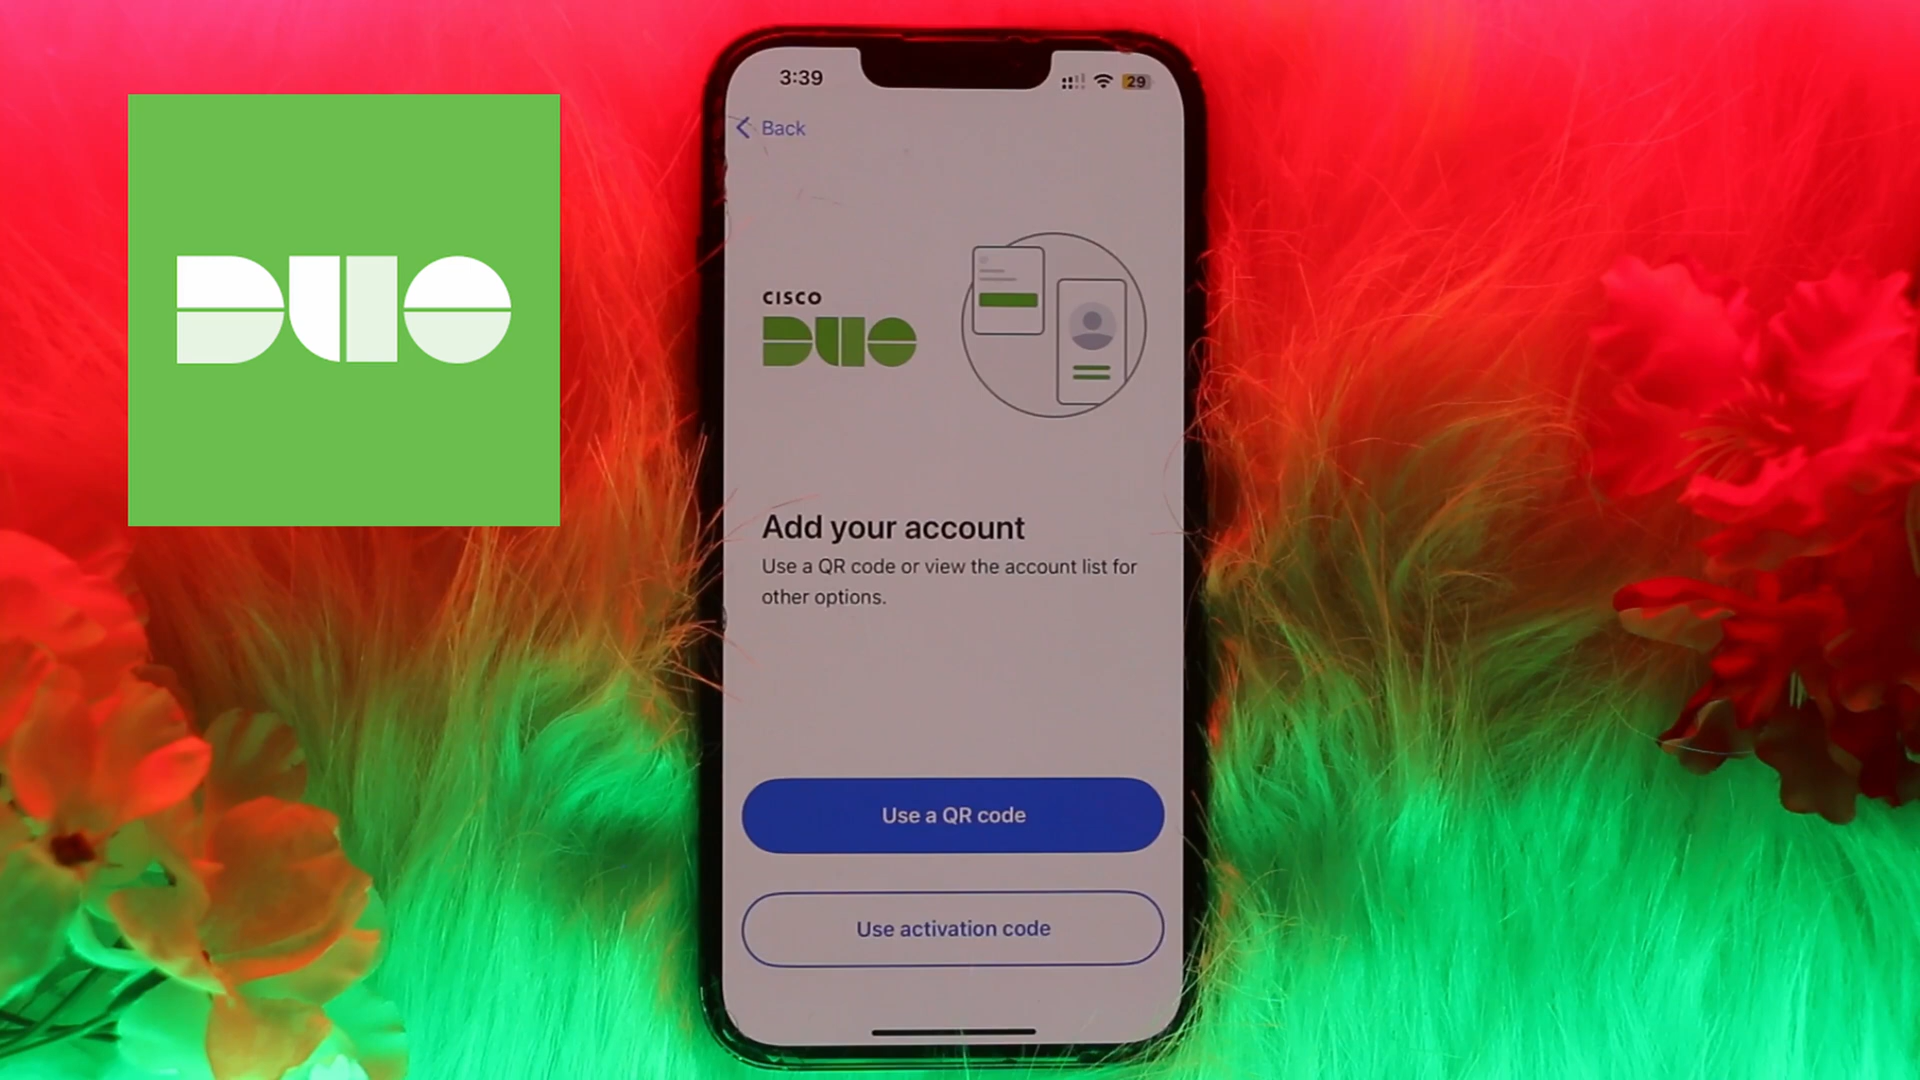 DUO
3:39
29
Back
CISCO
DUO
Add your account
Use a QR code or view the account list for
other options.
Use a QR code
Use activation code